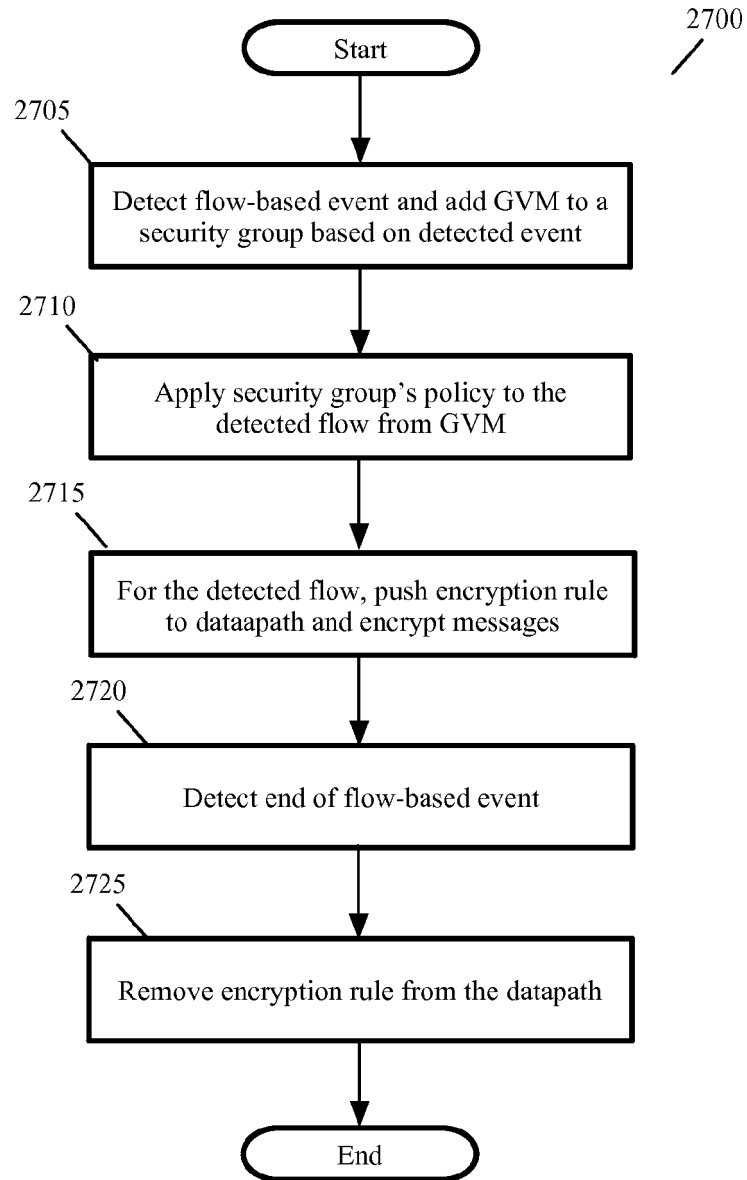 2700
Start
2705
Detect flow-based event and add GVM to a
security group based on detected event
2710
Apply security group's policy to the
detected flow from GVM
2715
For the detected flow, push encryption rule
to dataapath and encrypt messages
2720
Detect end of flow-based event
2725
Remove encryption rule from the datapath
End